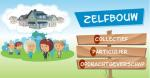 ZELFBOUW
COLLECTIEF
PARTICULIER
OPDRACHTGEVERSCHAP